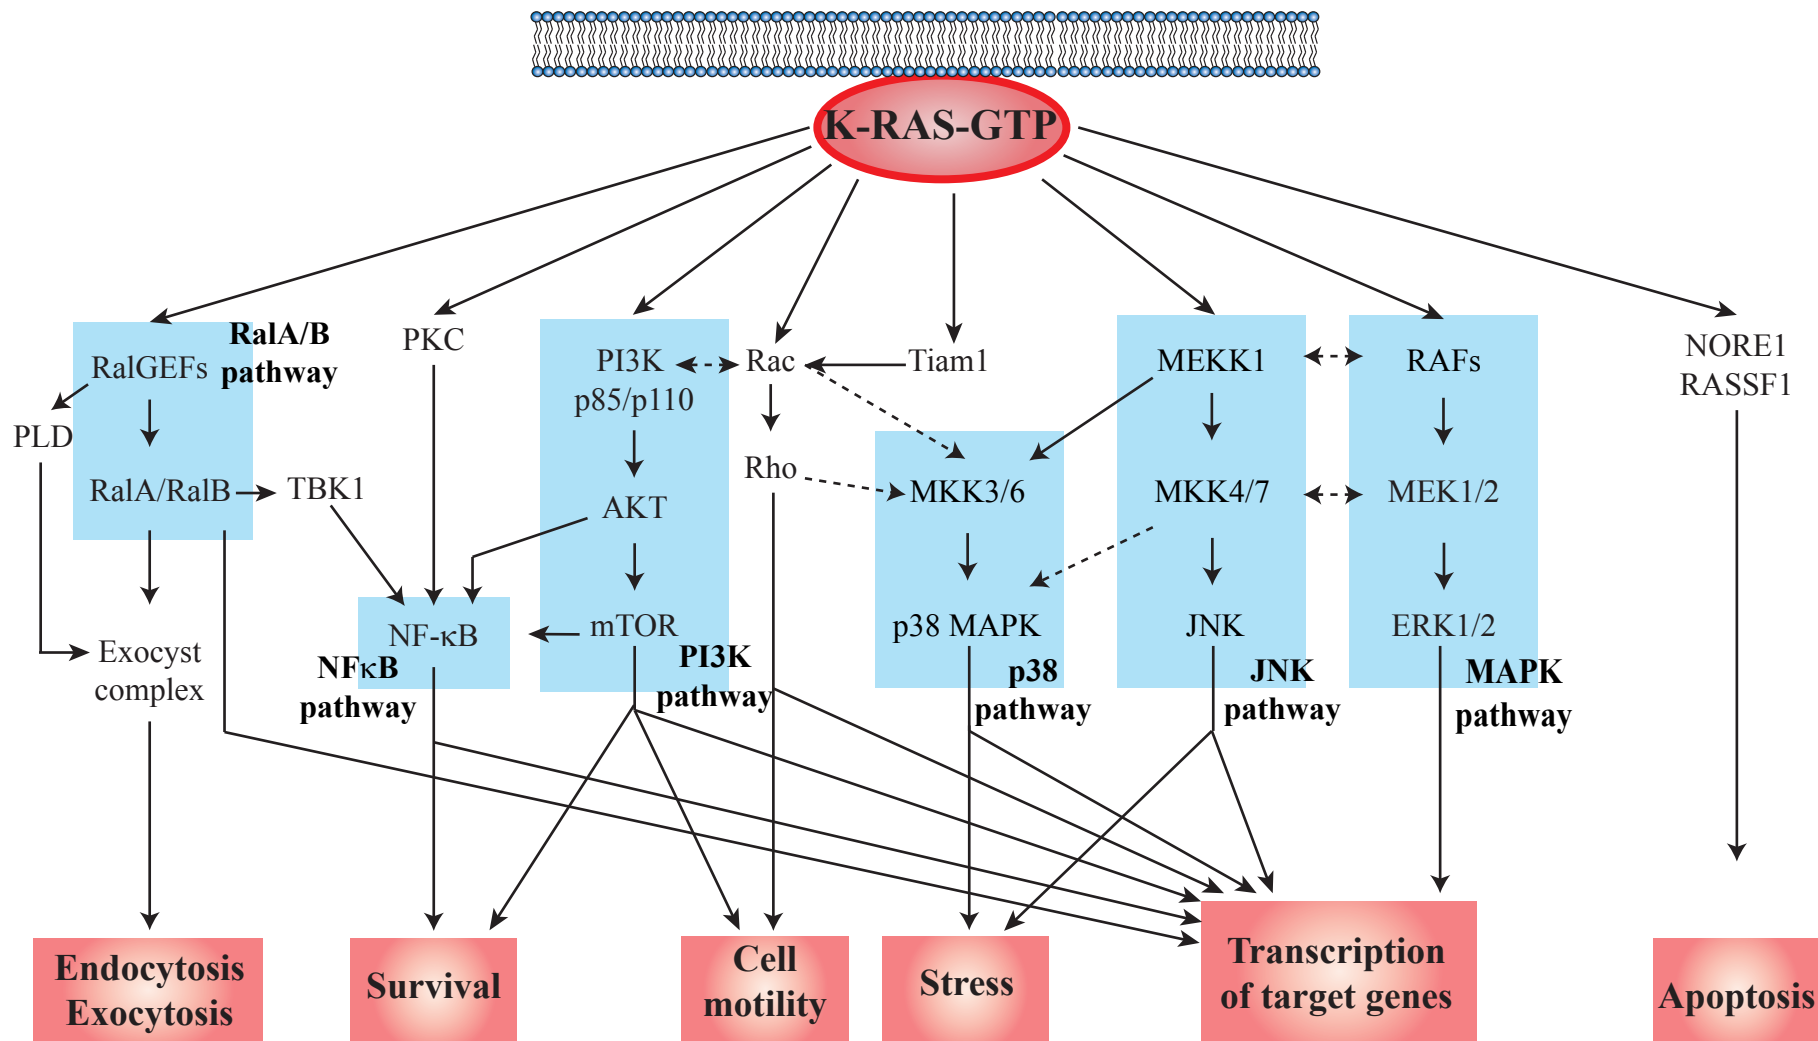 K-RAS-GTP
RalA/B
pathway
RalGEFs
PLD
RalA/RalB
TBK1
Exocyst
complex
PKC
NF-κB
NFκB
pathway
PI3K
p85/p110
AKT
mTOR
PI3K
pathway
Rac
Tiam1
Rho
MKK3/6
p38 MAPK
p38
pathway
MEKK1
MKK4/7
JNK
JNK
pathway
RAFs
MEK1/2
ERK1/2
MAPK
pathway
NORE1
RASSF1
Endocytosis
Exocytosis
Survival
Cell
motility
Stress
Transcription
of target genes
Apoptosis